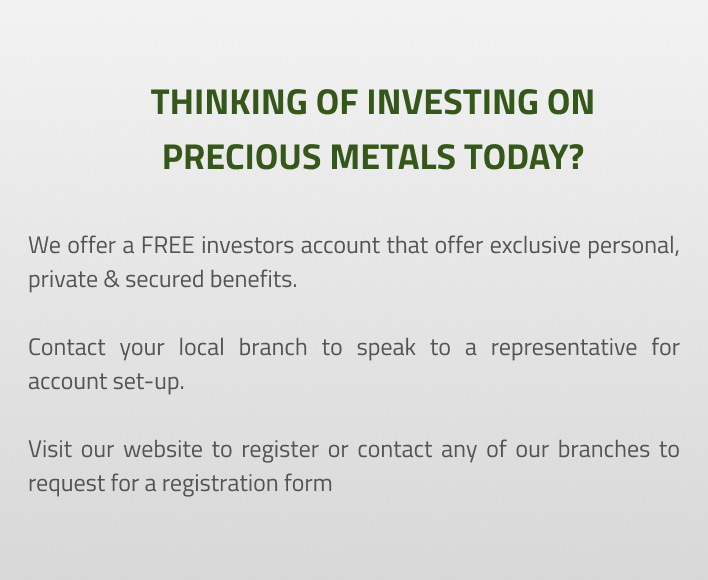 THINKING OF INVESTING ON
PRECIOUS METALS TODAY?
We offer a FREE investors account that offer exclusive personal,
private & secured benefits.
Contact your local branch to speak to a representative for
account set-up.
Visit our website to register or contact any of our branches to
request for a registration form